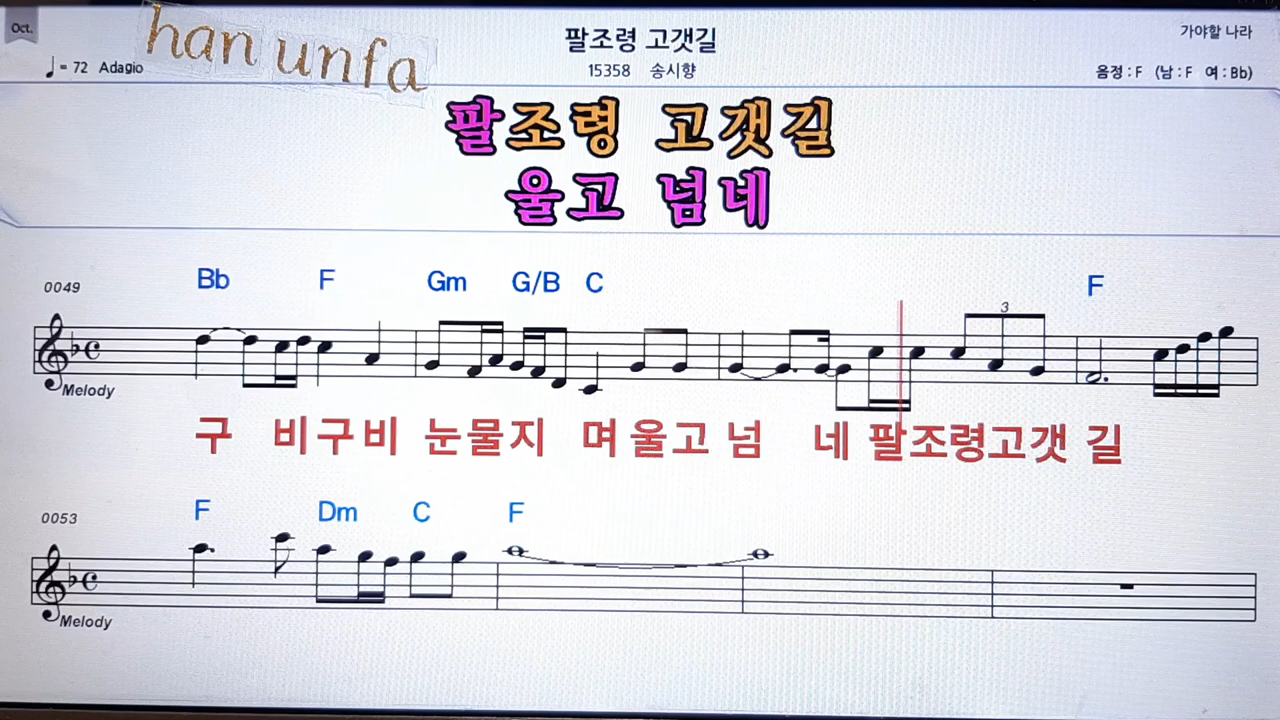 Oct.
han unfa
팔조령 고갯길
가야할 나라
♩= 72 Adagio
15358 송시향
음정 : F (남 : F 여 : Bb)
팔조령 고갯길
울고 넘네
0049
Bb F Gm G/B C F
3
Melody
구 비구비 눈물지 며울고 넘 네 팔조령고갯 길
0053
F Dm C F
Melody